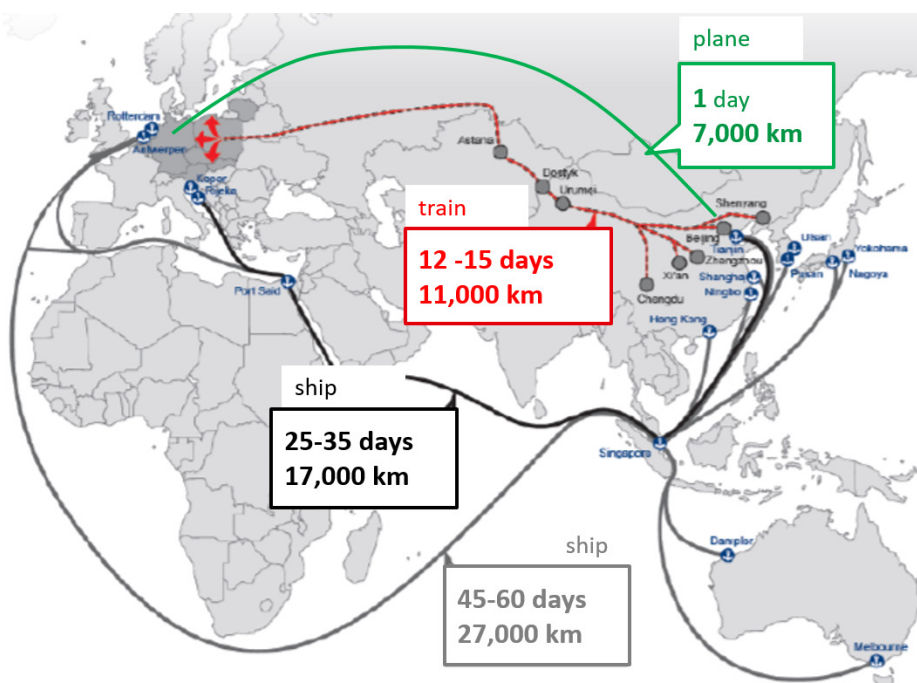 plane
1 day
7,000 km
Rotterdam
Antwerpen
Koper
Rijeka
Astana
Dostyk
Urumqi
train
12 -15 days
11,000 km
Shenyang
Beijing
Tianjin
Zhengzhou
Xi'an
Chengdu
Ulsan
Pusan
Yokohama
Nagoya
Shanghai
Ningbo
Hong Kong
Port Said
ship
25-35 days
17,000 km
Singapore
ship
45-60 days
27,000 km
Dampier
Melbourne